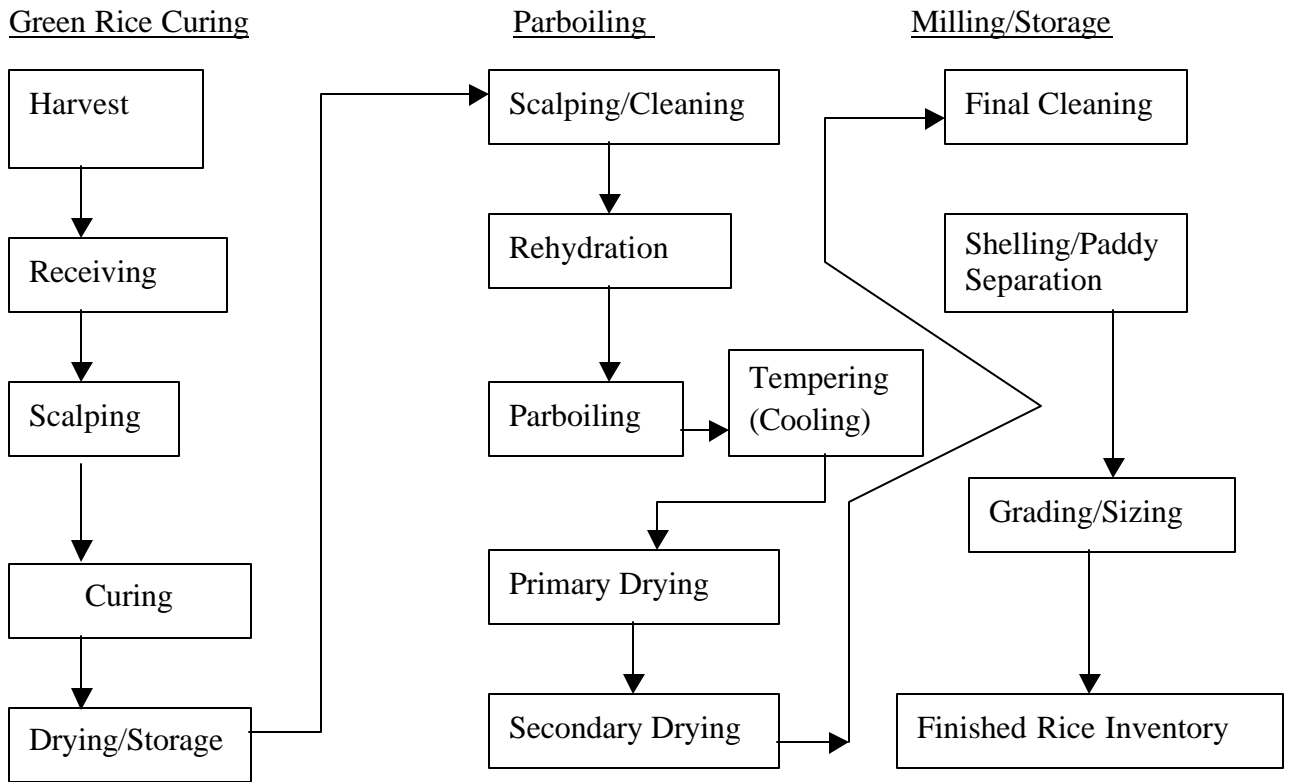 Green Rice Curing
Harvest
Receiving
Scalping
Curing
Drying/Storage
Parboiling
Scalping/Cleaning
Rehydration
Parboiling
Tempering
(Cooling)
Primary Drying
Secondary Drying
Milling/Storage
Final Cleaning
Shelling/Paddy
Separation
Grading/Sizing
Finished Rice Inventory